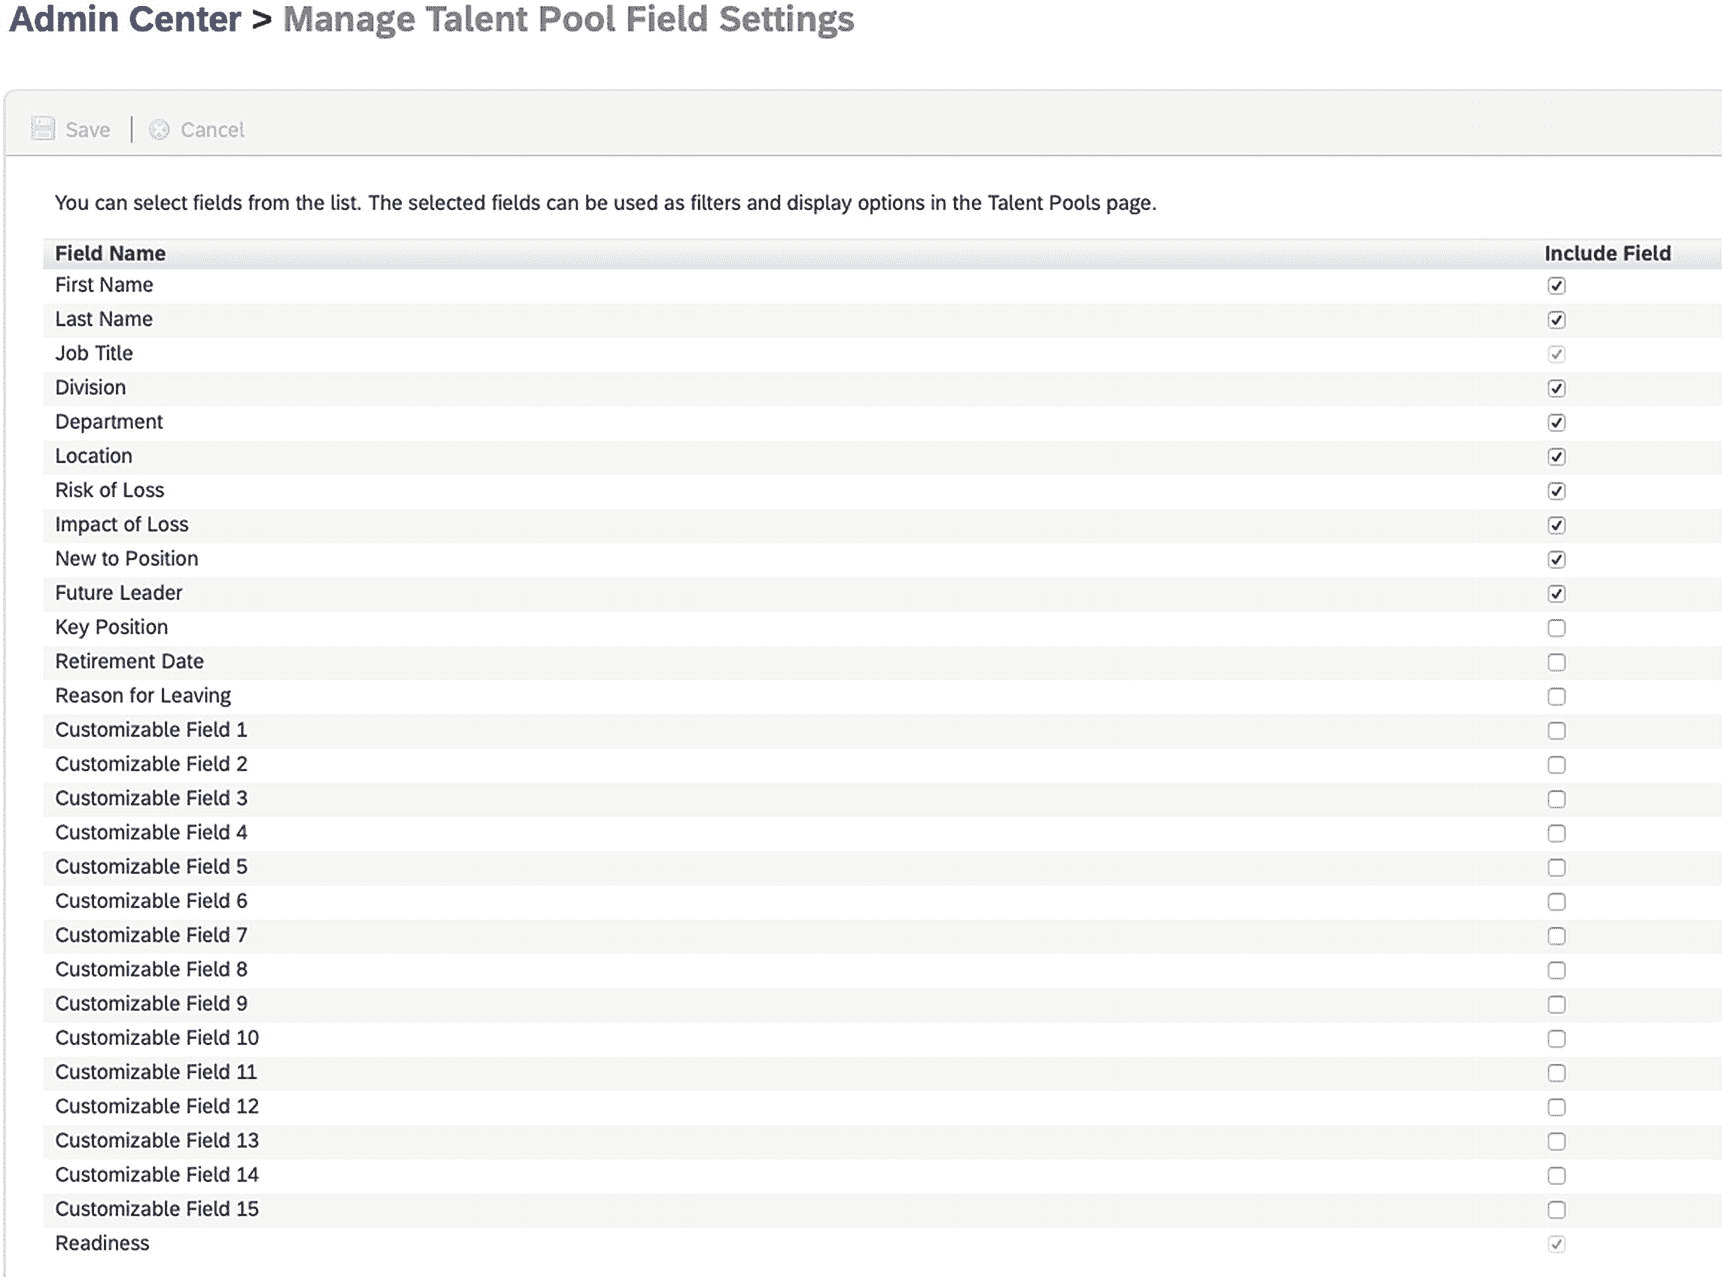 Admin Center > Manage Talent Pool Field Settings
Save | Cancel
You can select fields from the list. The selected fields can be used as filters and display options in the Talent Pools page.
Field Name Include Field
First Name
Last Name
Job Title
Division
Department
Location
Risk of Loss
Impact of Loss
New to Position
Future Leader
Key Position
Retirement Date
Reason for Leaving
Customizable Field 1
Customizable Field 2
Customizable Field 3
Customizable Field 4
Customizable Field 5
Customizable Field 6
Customizable Field 7
Customizable Field 8
Customizable Field 9
Customizable Field 10
Customizable Field 11
Customizable Field 12
Customizable Field 13
Customizable Field 14
Customizable Field 15
Readiness